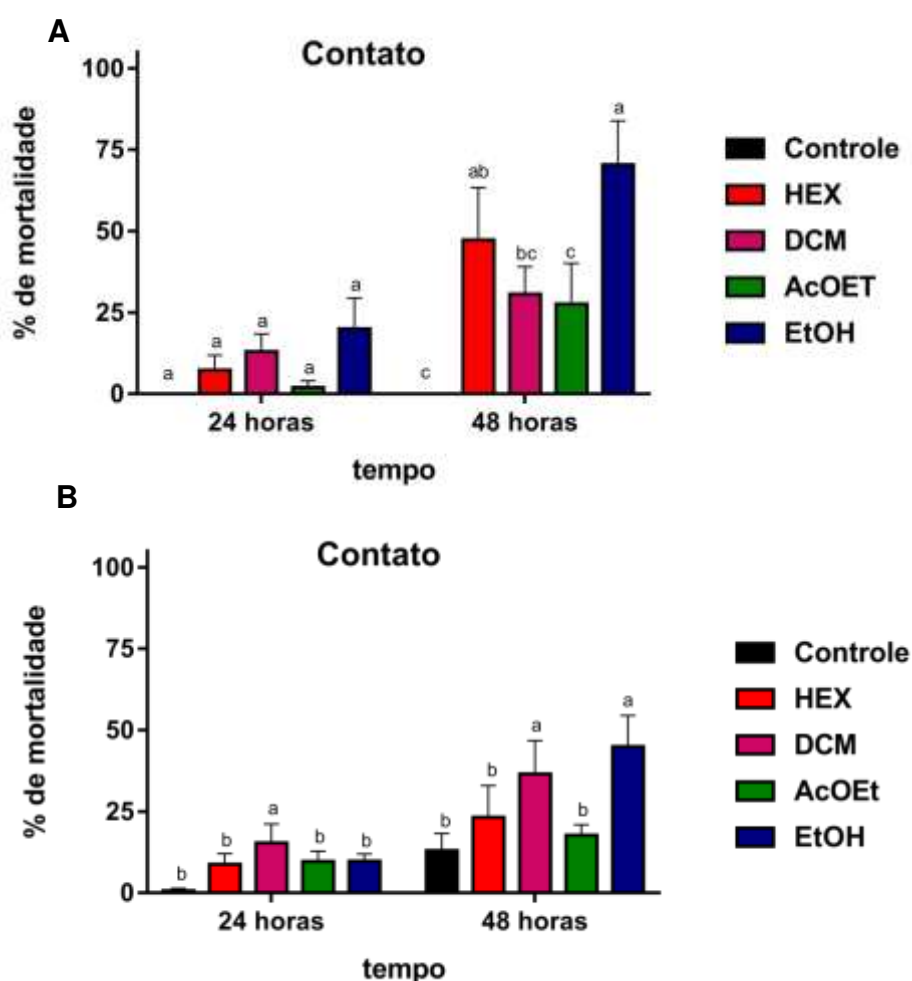 A
Contato
% de mortalidade
100
75
50
25
0
a
a
a
a
a
c
ab
bc
c
a
24 horas
48 horas
tempo
Controle
HEX
DCM
AcOET
EtOH
B
Contato
% de mortalidade
100
75
50
25
0
b
b
a
b
b
b
b
a
b
a
24 horas
48 horas
tempo
Controle
HEX
DCM
AcOEt
EtOH